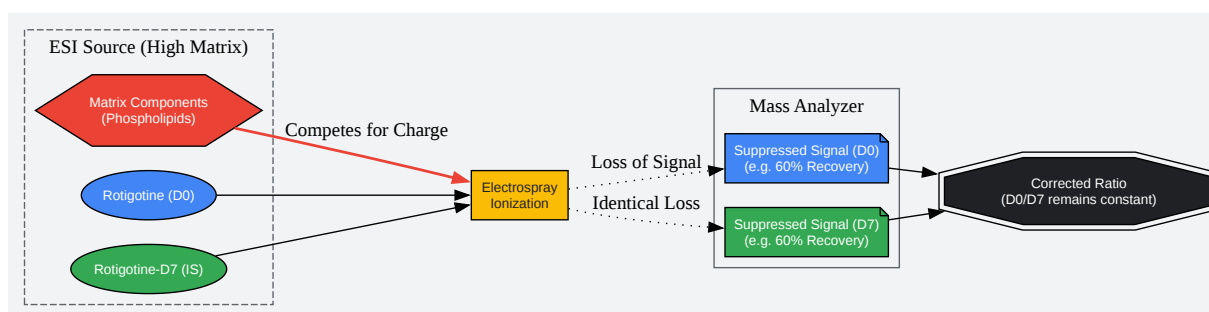 ESI Source (High Matrix)
Matrix Components
(Phospholipids)
Competes for Charge
Rotigotine (D0)
Rotigotine-D7 (IS)
Electrospray
Ionization
Loss of Signal
Identical Loss
Mass Analyzer
Suppressed Signal (D0)
(e.g. 60% Recovery)
Suppressed Signal (D7)
(e.g. 60% Recovery)
Corrected Ratio
(D0/D7 remains constant)